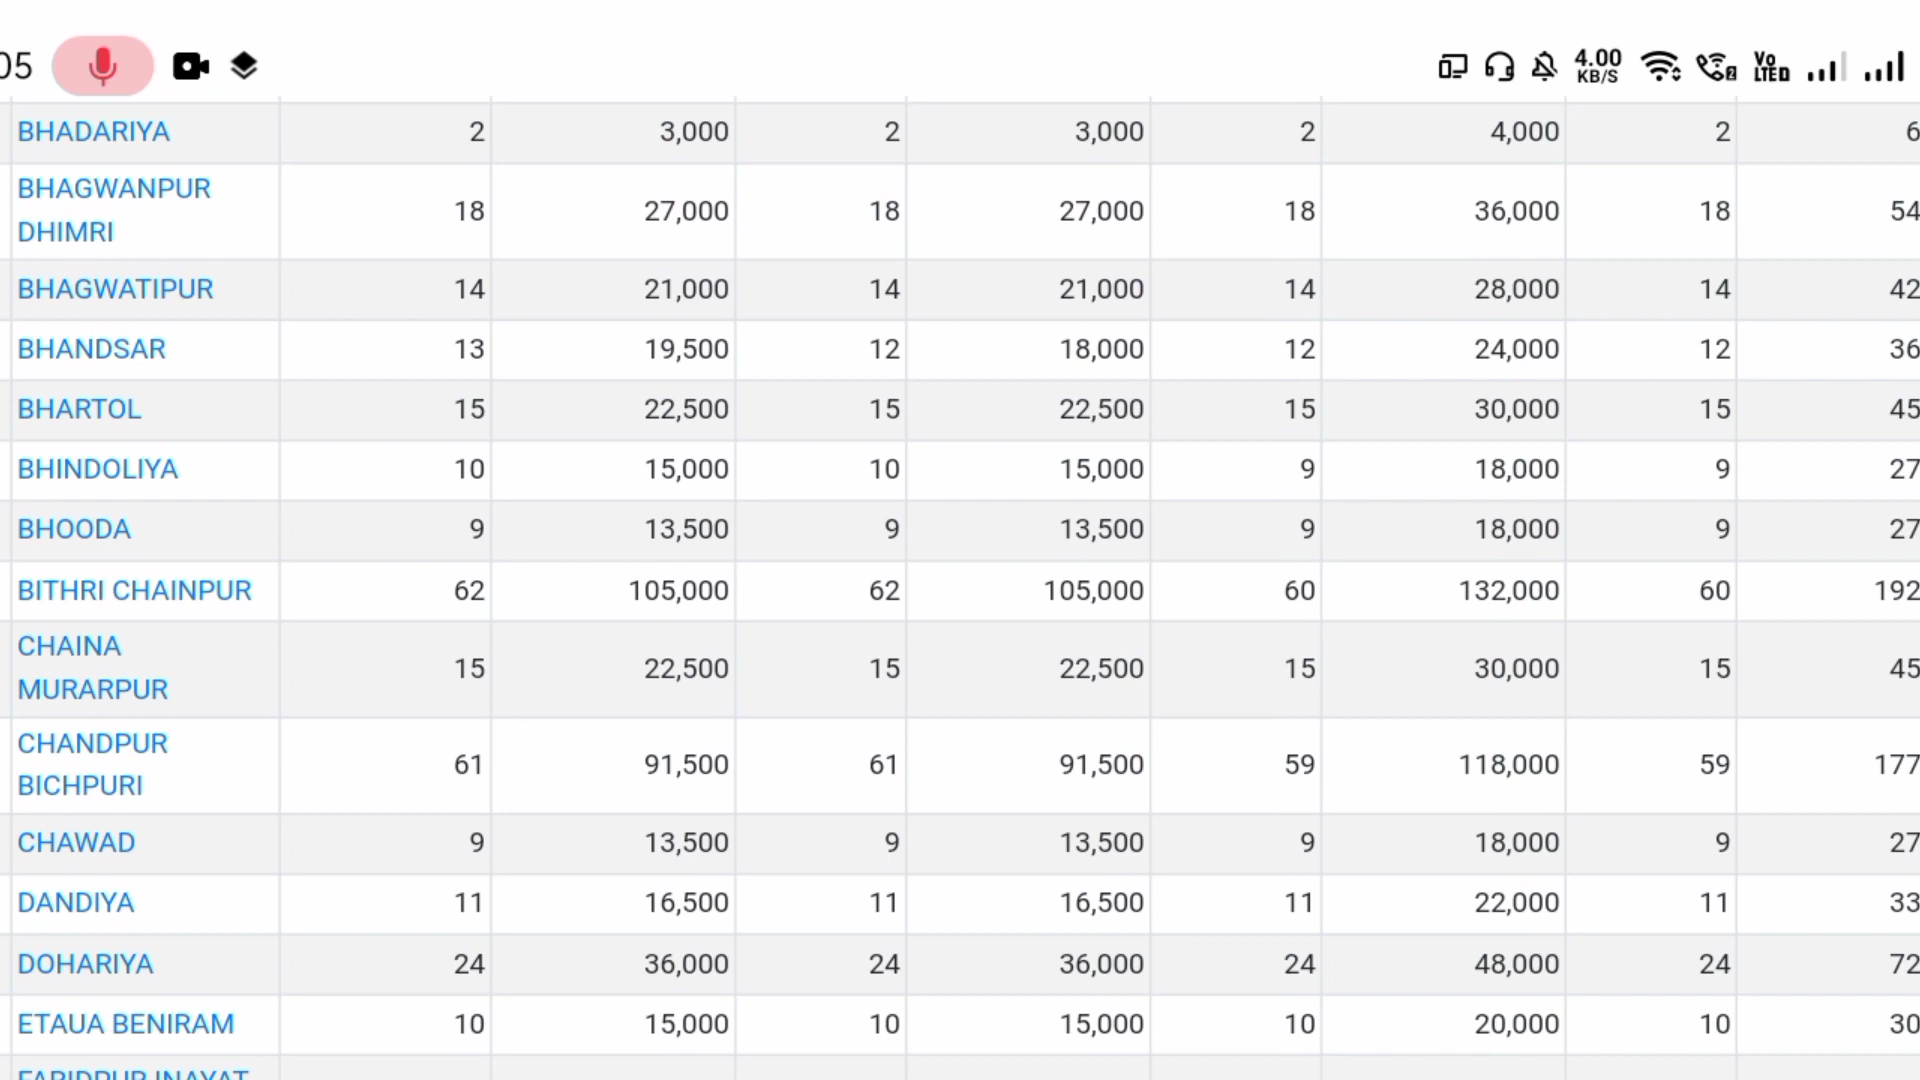 05 4.00 KB/S Vo LTE
BHADARIYA 2 3,000 2 3,000 2 4,000 2 6
BHAGWANPUR
DHIMRI 18 27,000 18 27,000 18 36,000 18 54
BHAGWATIPUR 14 21,000 14 21,000 14 28,000 14 42
BHANDSAR 13 19,500 12 18,000 12 24,000 12 36
BHARTOL 15 22,500 15 22,500 15 30,000 15 45
BHINDOLIYA 10 15,000 10 15,000 9 18,000 9 27
BHOODA 9 13,500 9 13,500 9 18,000 9 27
BITHRI CHAINPUR 62 105,000 62 105,000 60 132,000 60 192
CHAINA
MURARPUR 15 22,500 15 22,500 15 30,000 15 45
CHANDPUR
BICHPURI 61 91,500 61 91,500 59 118,000 59 177
CHAWAD 9 13,500 9 13,500 9 18,000 9 27
DANDIYA 11 16,500 11 16,500 11 22,000 11 33
DOHARIYA 24 36,000 24 36,000 24 48,000 24 72
ETAUA BENIRAM 10 15,000 10 15,000 10 20,000 10 30
FARIDPUR INAYAT